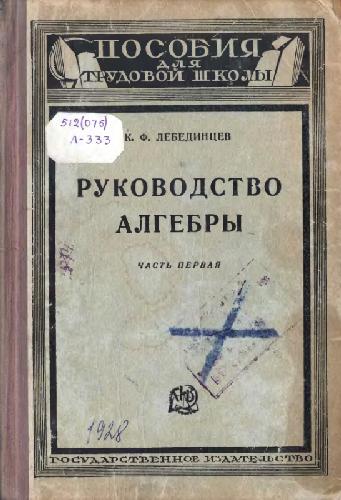 ПОСОБИЯ
ДЛЯ
ТРУДОВОЙ ШКОЛЫ
512(075)
Л-333
К. Ф. ЛЕБЕДИНЦЕВ
РУКОВОДСТВО
АЛГЕБРЫ
ЧАСТЬ ПЕРВАЯ
1928
ГОСУДАРСТВЕННОЕ ИЗДАТЕЛЬСТВО